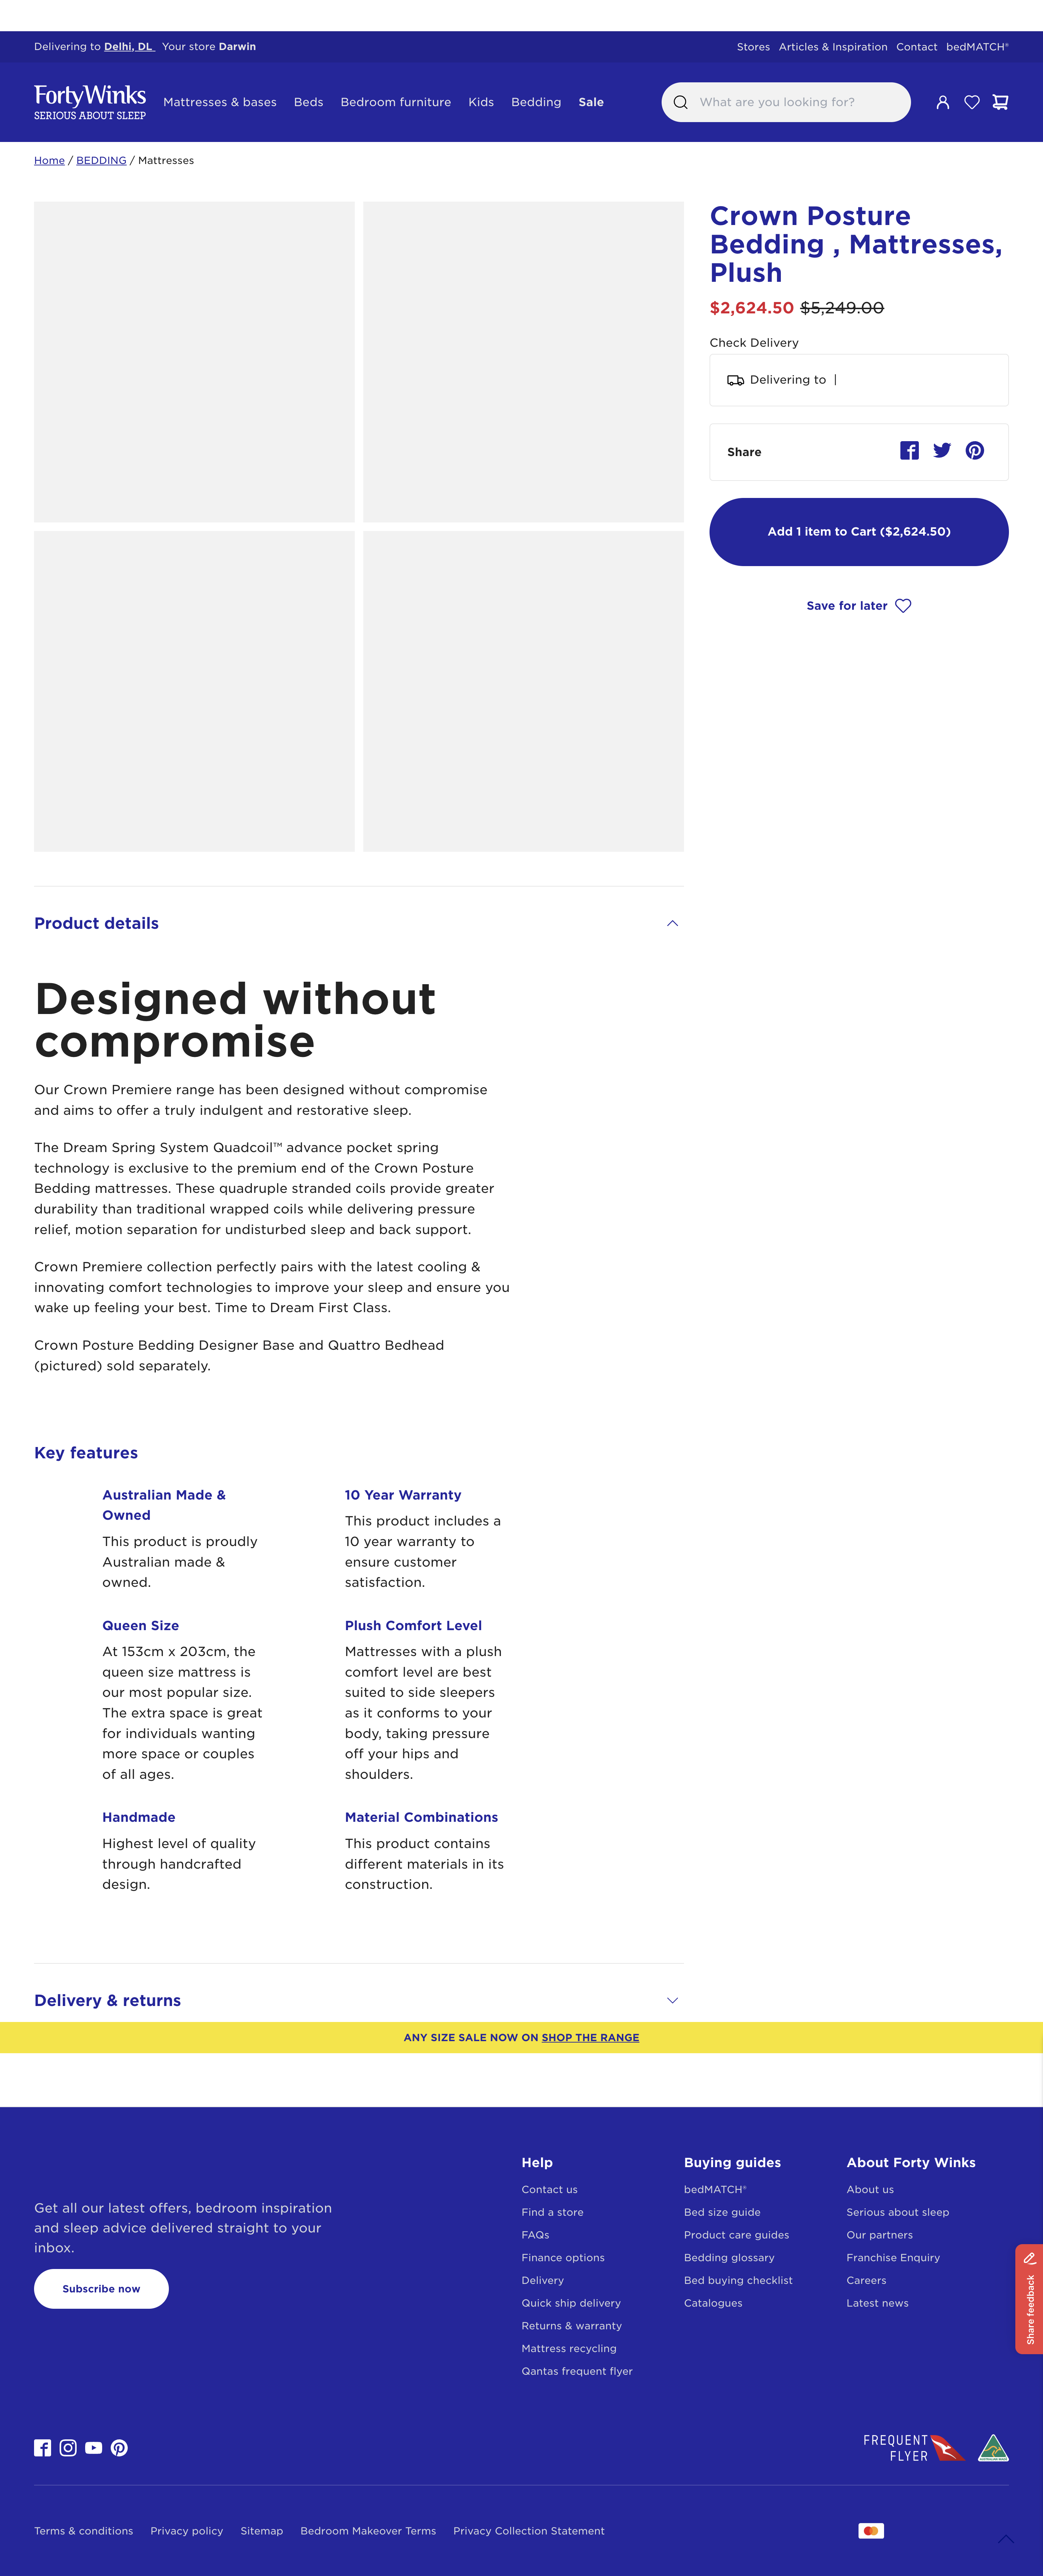 Delivering to Delhi, DL  Your store Darwin
Stores  Articles & Inspiration  Contact  bedMATCH®
FortyWinks
SERIOUS ABOUT SLEEP
Mattresses & bases  Beds  Bedroom furniture  Kids  Bedding  Sale
What are you looking for?
Home / BEDDING / Mattresses
Crown Posture
Bedding , Mattresses,
Plush
$2,624.50 $5,249.00
Check Delivery
Delivering to |
Share
Add 1 item to Cart ($2,624.50)
Save for later
Product details
Designed without
compromise
Our Crown Premiere range has been designed without compromise
and aims to offer a truly indulgent and restorative sleep.
The Dream Spring System Quadcoil™ advance pocket spring
technology is exclusive to the premium end of the Crown Posture
Bedding mattresses. These quadruple stranded coils provide greater
durability than traditional wrapped coils while delivering pressure
relief, motion separation for undisturbed sleep and back support.
Crown Premiere collection perfectly pairs with the latest cooling &
innovating comfort technologies to improve your sleep and ensure you
wake up feeling your best. Time to Dream First Class.
Crown Posture Bedding Designer Base and Quattro Bedhead
(pictured) sold separately.
Key features
Australian Made &
Owned
This product is proudly
Australian made &
owned.
10 Year Warranty
This product includes a
10 year warranty to
ensure customer
satisfaction.
Queen Size
At 153cm x 203cm, the
queen size mattress is
our most popular size.
The extra space is great
for individuals wanting
more space or couples
of all ages.
Plush Comfort Level
Mattresses with a plush
comfort level are best
suited to side sleepers
as it conforms to your
body, taking pressure
off your hips and
shoulders.
Handmade
Highest level of quality
through handcrafted
design.
Material Combinations
This product contains
different materials in its
construction.
Delivery & returns
ANY SIZE SALE NOW ON SHOP THE RANGE
Get all our latest offers, bedroom inspiration
and sleep advice delivered straight to your
inbox.
Subscribe now
Help
Contact us
Find a store
FAQs
Finance options
Delivery
Quick ship delivery
Returns & warranty
Mattress recycling
Qantas frequent flyer
Buying guides
bedMATCH®
Bed size guide
Product care guides
Bedding glossary
Bed buying checklist
Catalogues
About Forty Winks
About us
Serious about sleep
Our partners
Franchise Enquiry
Careers
Latest news
Share feedback
FREQUENT
FLYER
Terms & conditions  Privacy policy  Sitemap  Bedroom Makeover Terms  Privacy Collection Statement